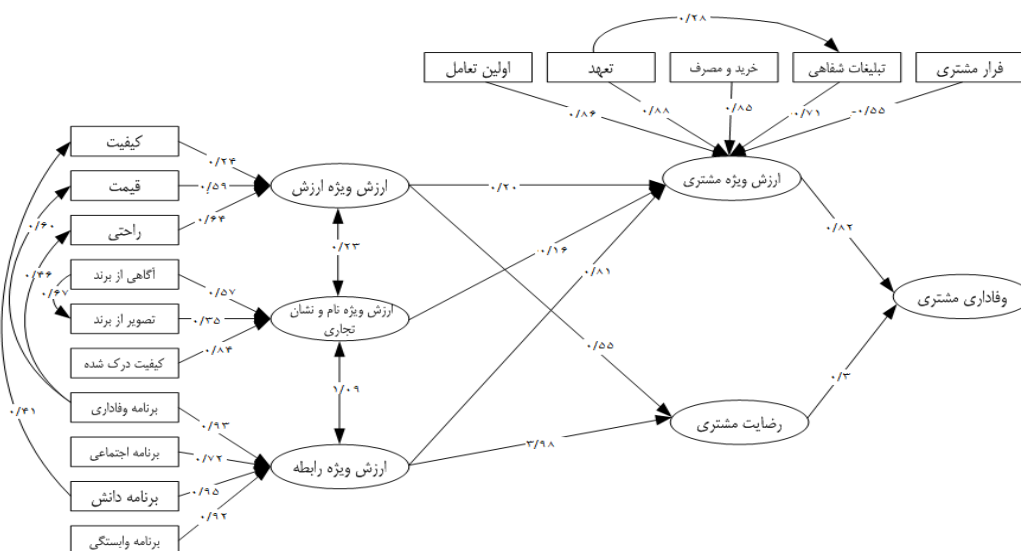 ۰/۲۸
اولین تعامل
تعهد
خرید و مصرف
تبلیغات شفاهی
فرار مشتری
۰/۸۶
۰/۸۸
۰/۸۵
۰/۷۱
-۰/۵۵
کیفیت
قیمت
راحتی
آگاهی از برند
تصویر از برند
کیفیت درک شده
برنامه وفاداری
برنامه اجتماعی
برنامه دانش
برنامه وابستگی
۰/۶۰
۰/۴۶
۰/۶۷
۰/۴۱
۰/۲۴
۰/۵۹
۰/۶۴
۰/۵۷
۰/۳۵
۰/۸۴
۰/۹۳
۰/۷۲
۰/۹۵
۰/۹۲
ارزش ویژه ارزش
۰/۲۳
ارزش ویژه نام و نشان
تجاری
۱/۰۹
ارزش ویژه رابطه
۰/۲۰
۰/۱۶
۰/۸۱
۰/۵۵
۳/۹۸
ارزش ویژه مشتری
رضایت مشتری
۰/۸۲
۰/۳
وفاداری مشتری